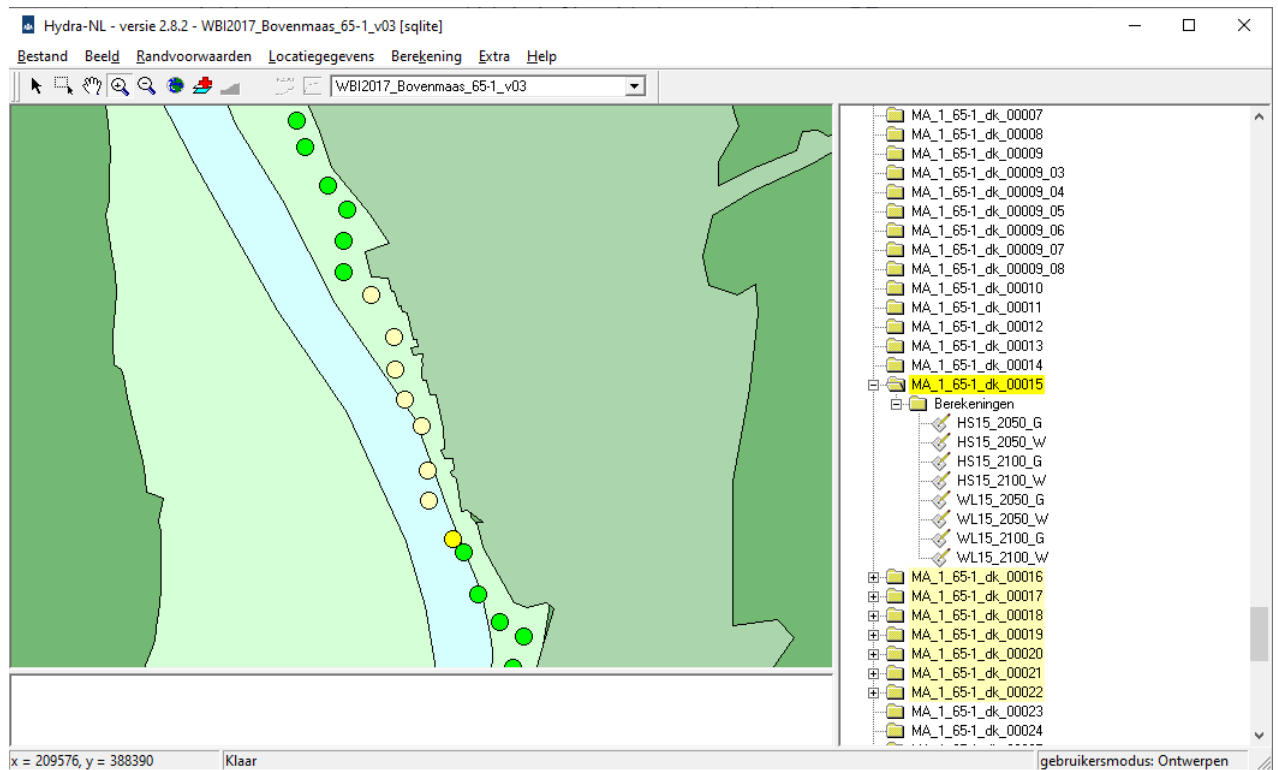 Hydra-NL - versie 2.8.2 - WBI2017_Bovenmaas_65-1_v03 [sqlite]
Bestand Beeld Randvoorwaarden Locatiegegevens Berekening Extra Help
WBI2017_Bovenmaas_65-1_v03
MA_1_65-1_dk_00007
MA_1_65-1_dk_00008
MA_1_65-1_dk_00009
MA_1_65-1_dk_00009_03
MA_1_65-1_dk_00009_04
MA_1_65-1_dk_00009_05
MA_1_65-1_dk_00009_06
MA_1_65-1_dk_00009_07
MA_1_65-1_dk_00009_08
MA_1_65-1_dk_00010
MA_1_65-1_dk_00011
MA_1_65-1_dk_00012
MA_1_65-1_dk_00013
MA_1_65-1_dk_00014
MA_1_65-1_dk_00015
Berekeningen
HS15_2050_G
HS15_2050_W
HS15_2100_G
HS15_2100_W
WL15_2050_G
WL15_2050_W
WL15_2100_G
WL15_2100_W
MA_1_65-1_dk_00016
MA_1_65-1_dk_00017
MA_1_65-1_dk_00018
MA_1_65-1_dk_00019
MA_1_65-1_dk_00020
MA_1_65-1_dk_00021
MA_1_65-1_dk_00022
MA_1_65-1_dk_00023
MA_1_65-1_dk_00024
x = 209576, y = 388390 Klaar gebruikersmodus: Ontwerpen